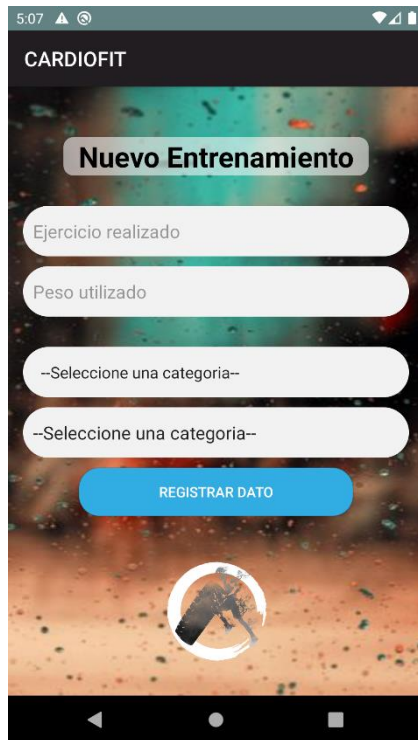 5:07
CARDIOFIT
Nuevo Entrenamiento
Ejercicio realizado
Peso utilizado
--Seleccione una categoria--
--Seleccione una categoria--
REGISTRAR DATO